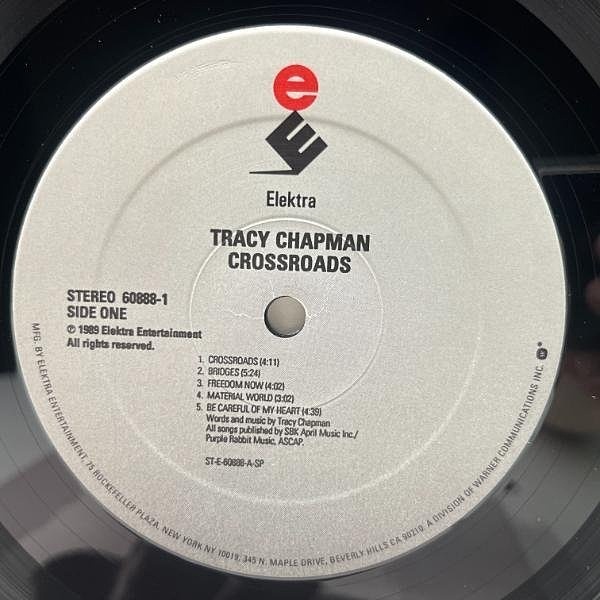 e
E
Elektra
TRACY CHAPMAN
CROSSROADS
STEREO 60888-1
SIDE ONE
℗ 1989 Elektra Entertainment
All rights reserved.
1. CROSSROADS (4:11)
2. BRIDGES (5:24)
3. FREEDOM NOW (4:02)
4. MATERIAL WORLD (3:02)
5. BE CAREFUL OF MY HEART (4:39)
Words and music by Tracy Chapman
All songs published by SBK April Music Inc./
Purple Rabbit Music, ASCAP.
ST-E-60888-A-SP
MFG. BY ELEKTRA ENTERTAINMENT, 75 ROCKEFELLER PLAZA, NEW YORK NY 10019, 345 N. MAPLE DRIVE, BEVERLY HILLS CA 90210. A DIVISION OF WARNER COMMUNICATIONS INC.